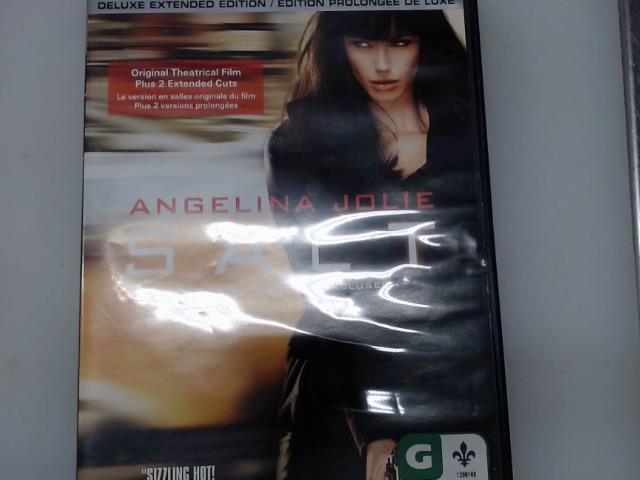 DELUXE EXTENDED EDITION / ÉDITION PROLONGÉE DE LUXE
Original Theatrical Film
Plus 2 Extended Cuts
La version en salles originale du film
Plus 2 versions prolongées
ANGELINA JOLIE
SALT
"SIZZLING HOT!
G